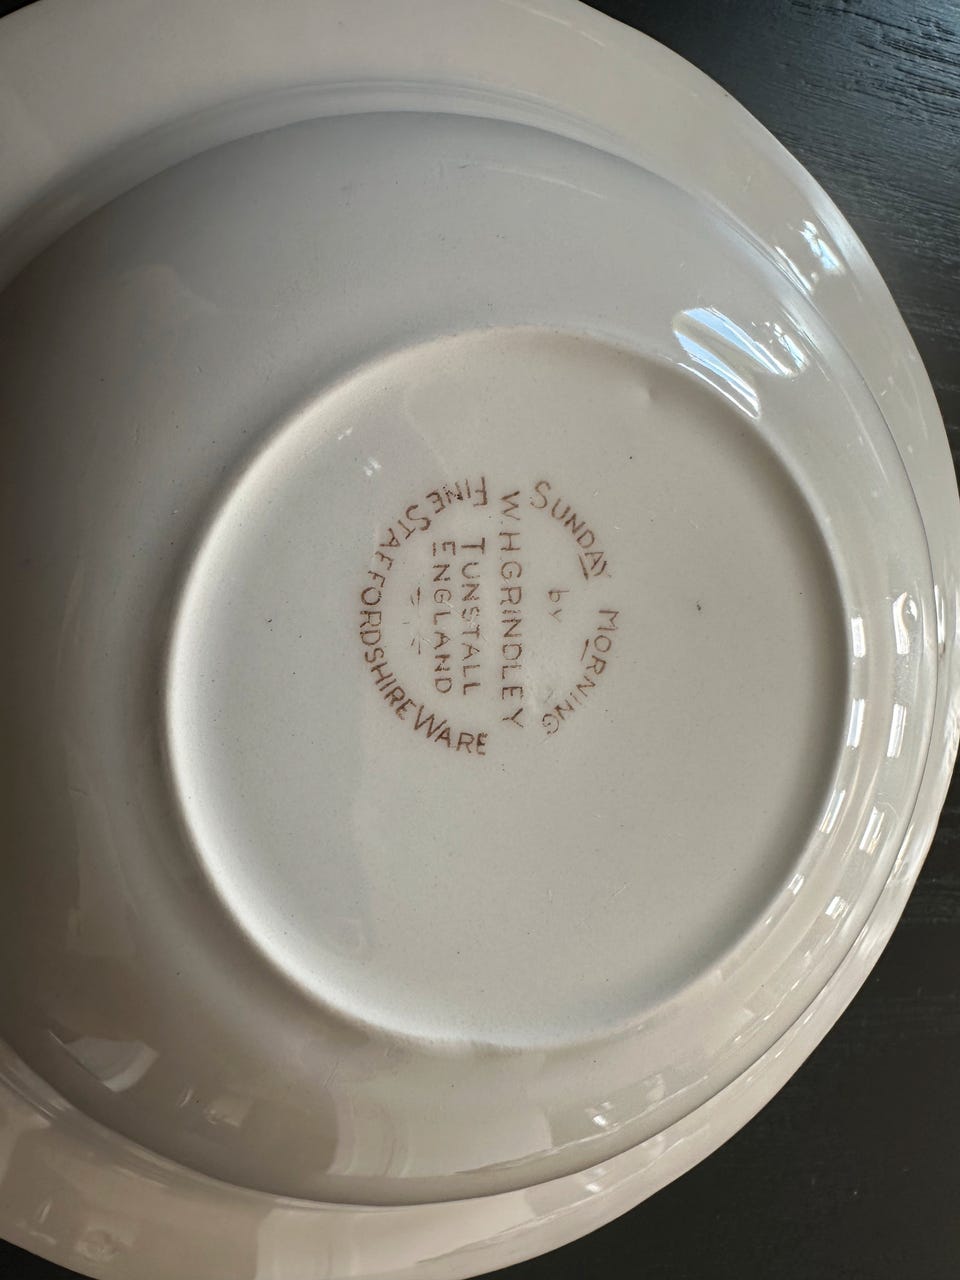 SUNDAY MORNING
by
W H GRINDLEY
TUNSTALL
ENGLAND
FINE STAFFORDSHIRE WARE